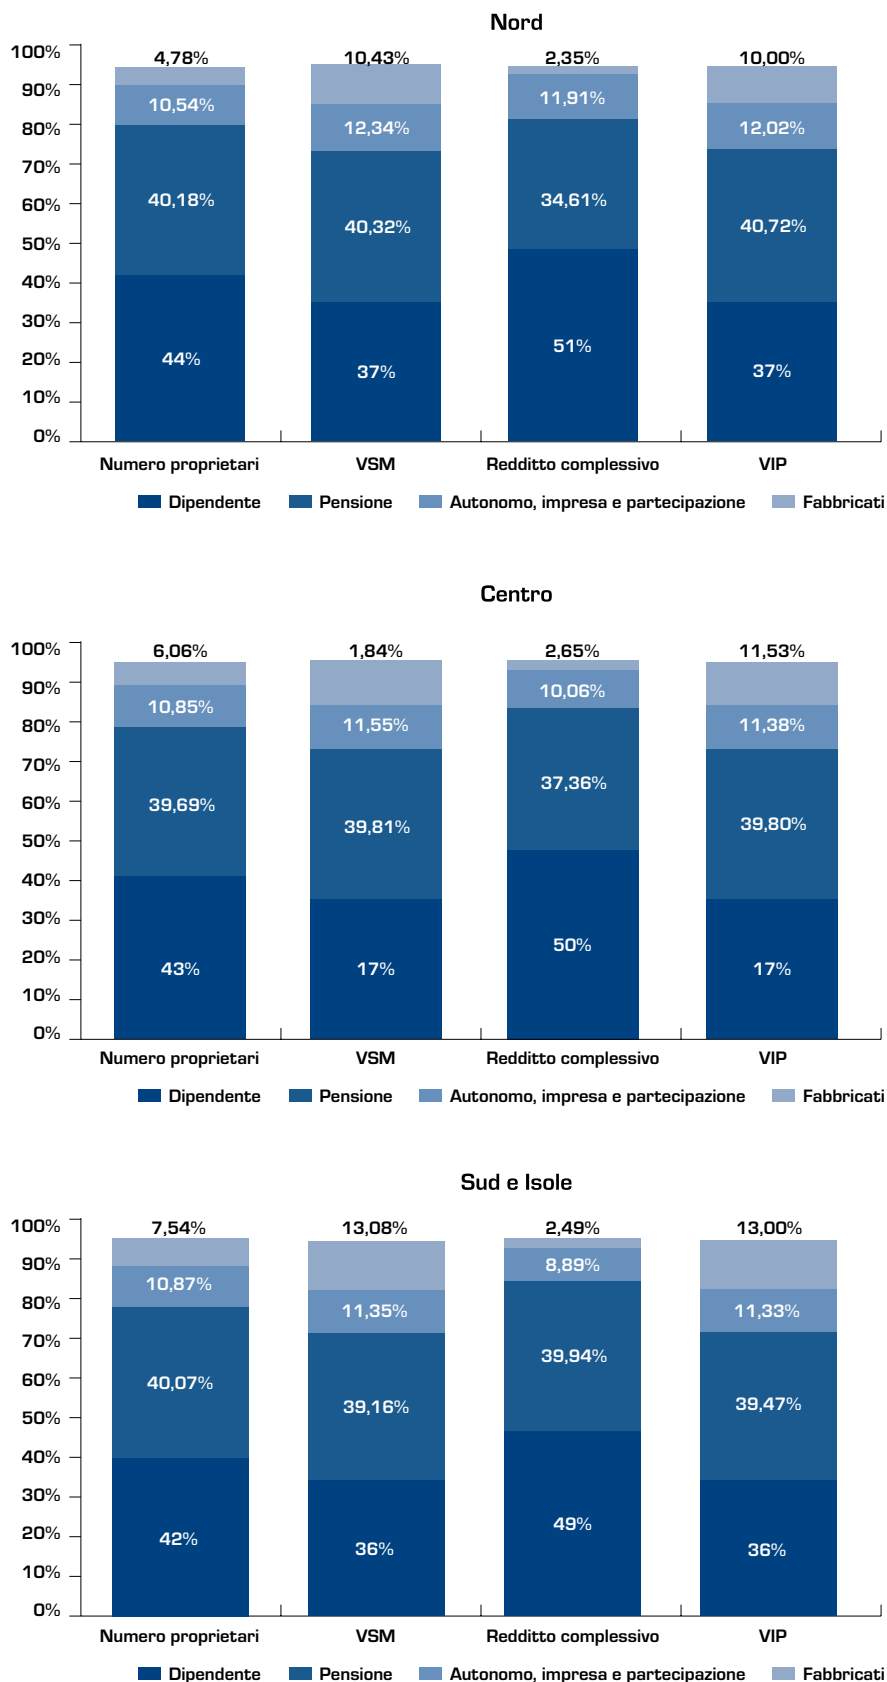 Nord
100%
90%
80%
70%
60%
50%
40%
30%
20%
10%
0%
4,78% 10,43% 2,35% 10,00%
10,54% 12,34% 11,91% 12,02%
40,18% 40,32% 34,61% 40,72%
44% 37% 51% 37%
Numero proprietari VSM Redditto complessivo VIP
Dipendente Pensione Autonomo, impresa e partecipazione Fabbricati
Centro
100%
90%
80%
70%
60%
50%
40%
30%
20%
10%
0%
6,06% 1,84% 2,65% 11,53%
10,85% 11,55% 10,06% 11,38%
39,69% 39,81% 37,36% 39,80%
43% 17% 50% 17%
Numero proprietari VSM Redditto complessivo VIP
Dipendente Pensione Autonomo, impresa e partecipazione Fabbricati
Sud e Isole
100%
90%
80%
70%
60%
50%
40%
30%
20%
10%
0%
7,54% 13,08% 2,49% 13,00%
10,87% 11,35% 8,89% 11,33%
40,07% 39,16% 39,94% 39,47%
42% 36% 49% 36%
Numero proprietari VSM Redditto complessivo VIP
Dipendente Pensione Autonomo, impresa e partecipazione Fabbricati